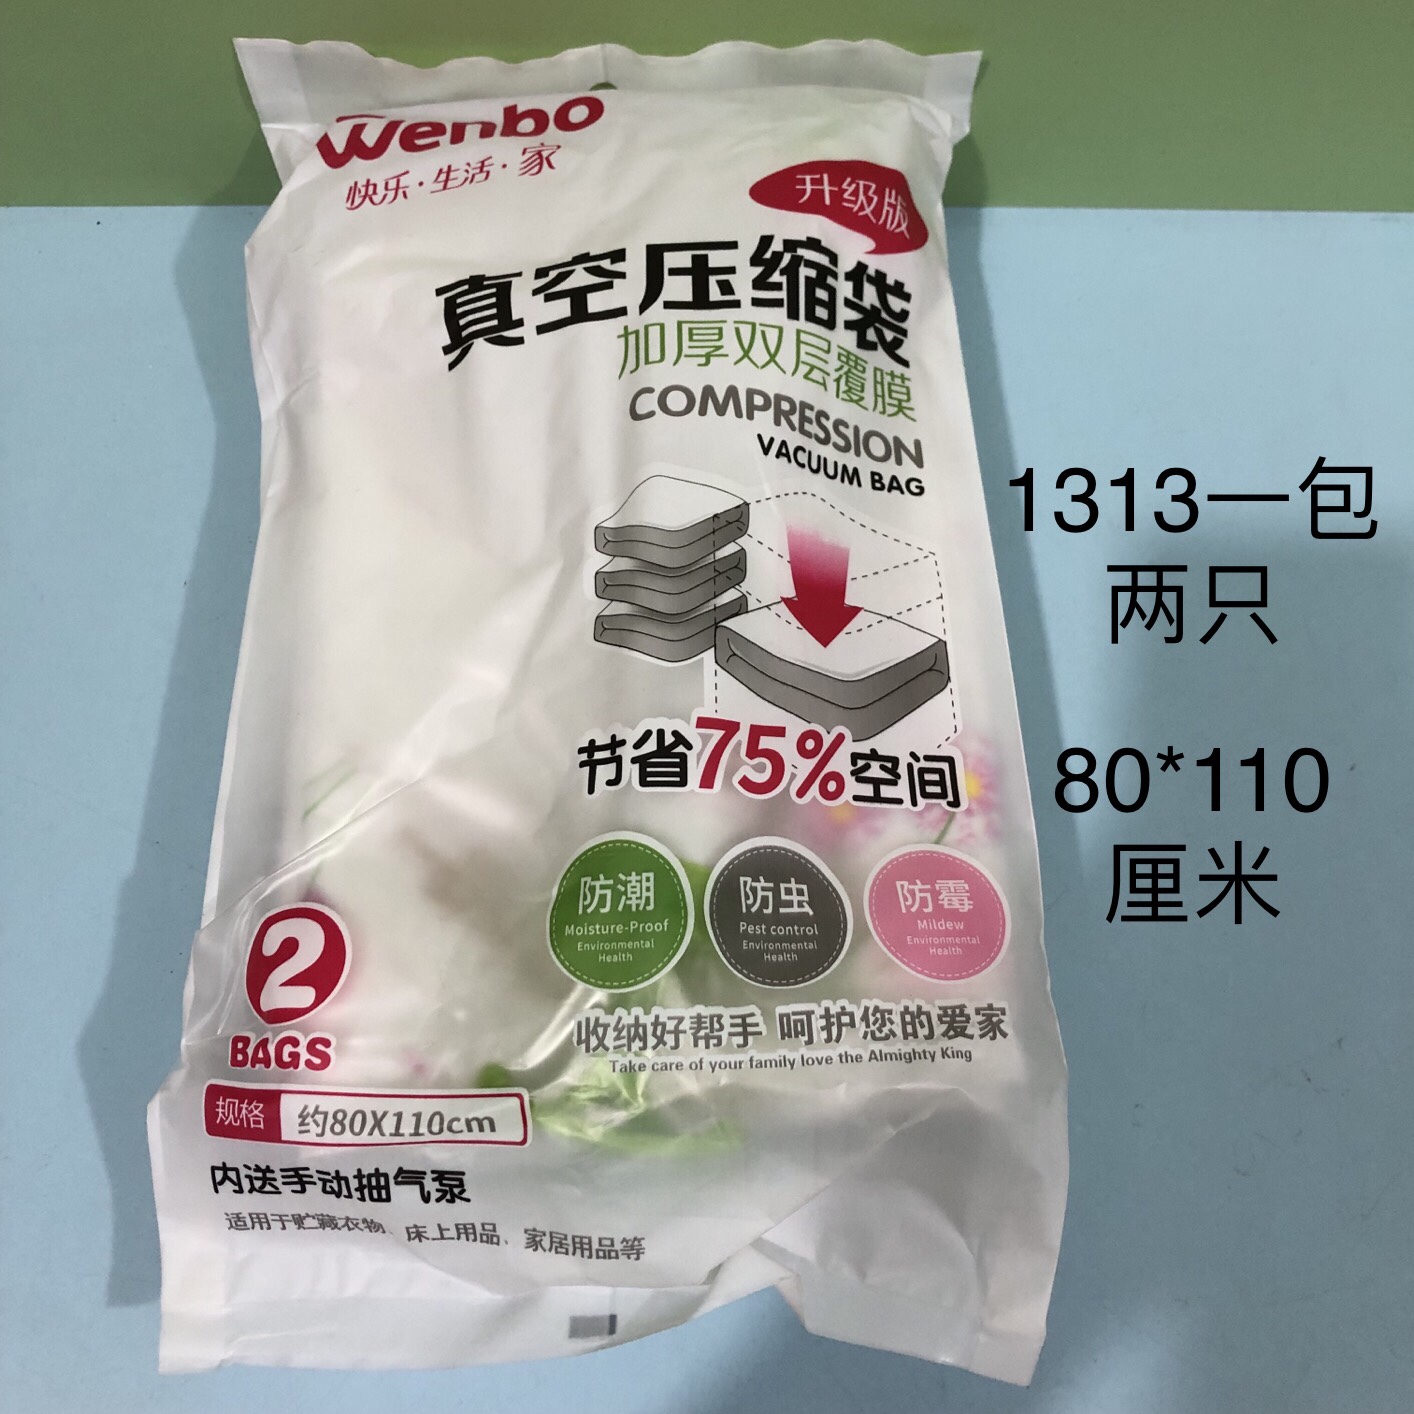 Wenbo
快乐·生活·家
升级版
真空压缩袋
加厚双层覆膜
COMPRESSION
VACUUM BAG
1313一包
两只
80*110
厘米
节省75%空间
防潮
Moisture-Proof
Environmental
Health
防虫
Pest control
Environmental
Health
防霉
Mildew
Environmental
Health
2
BAGS
收纳好帮手 呵护您的爱家
Take care of your family love the Almighty King
规格 约80X110cm
内送手动抽气泵
适用于贮藏衣物、床上用品、家居用品等